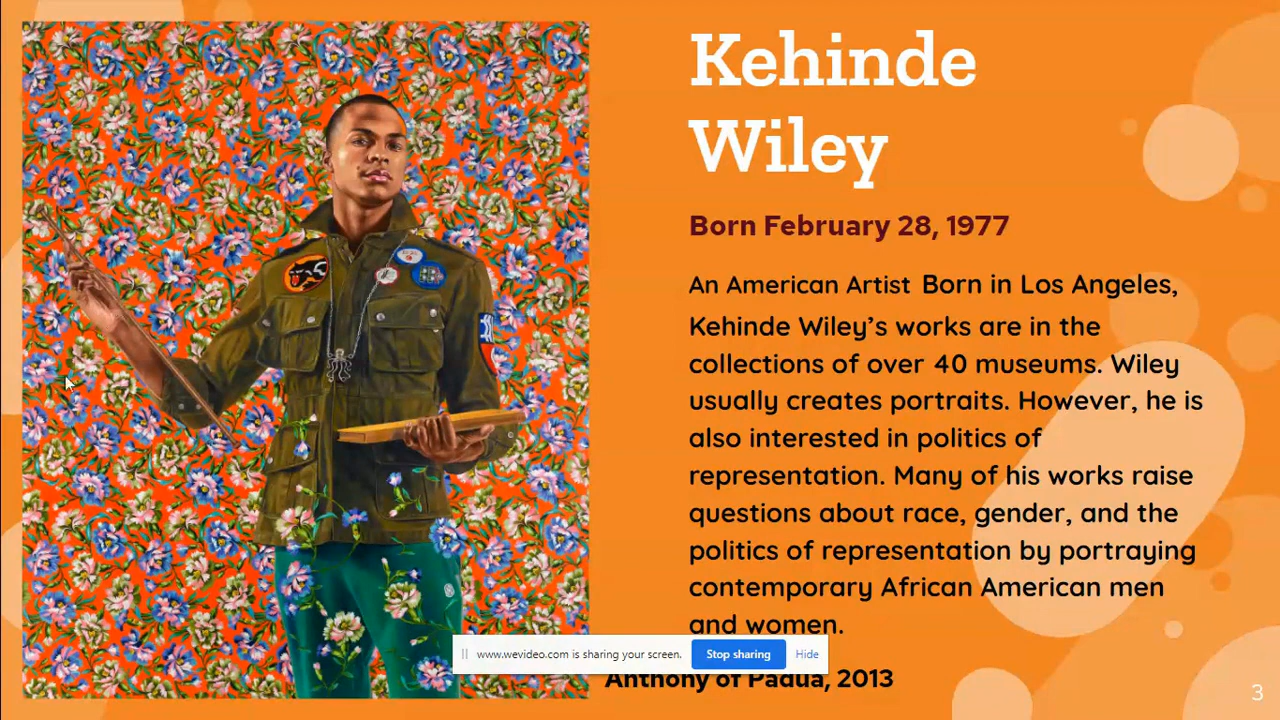 Kehinde
Wiley
Born February 28, 1977
An American Artist Born in Los Angeles,
Kehinde Wiley’s works are in the
collections of over 40 museums. Wiley
usually creates portraits. However, he is
also interested in politics of
representation. Many of his works raise
questions about race, gender, and the
politics of representation by portraying
contemporary African American men
and women.
www.wevideo.com is sharing your screen.
Stop sharing
Hide
Anthony of Padua, 2013
3